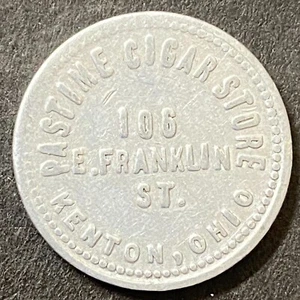 PASTIME CIGAR STORE
106
E. FRANKLIN
ST.
KENTON, OHIO